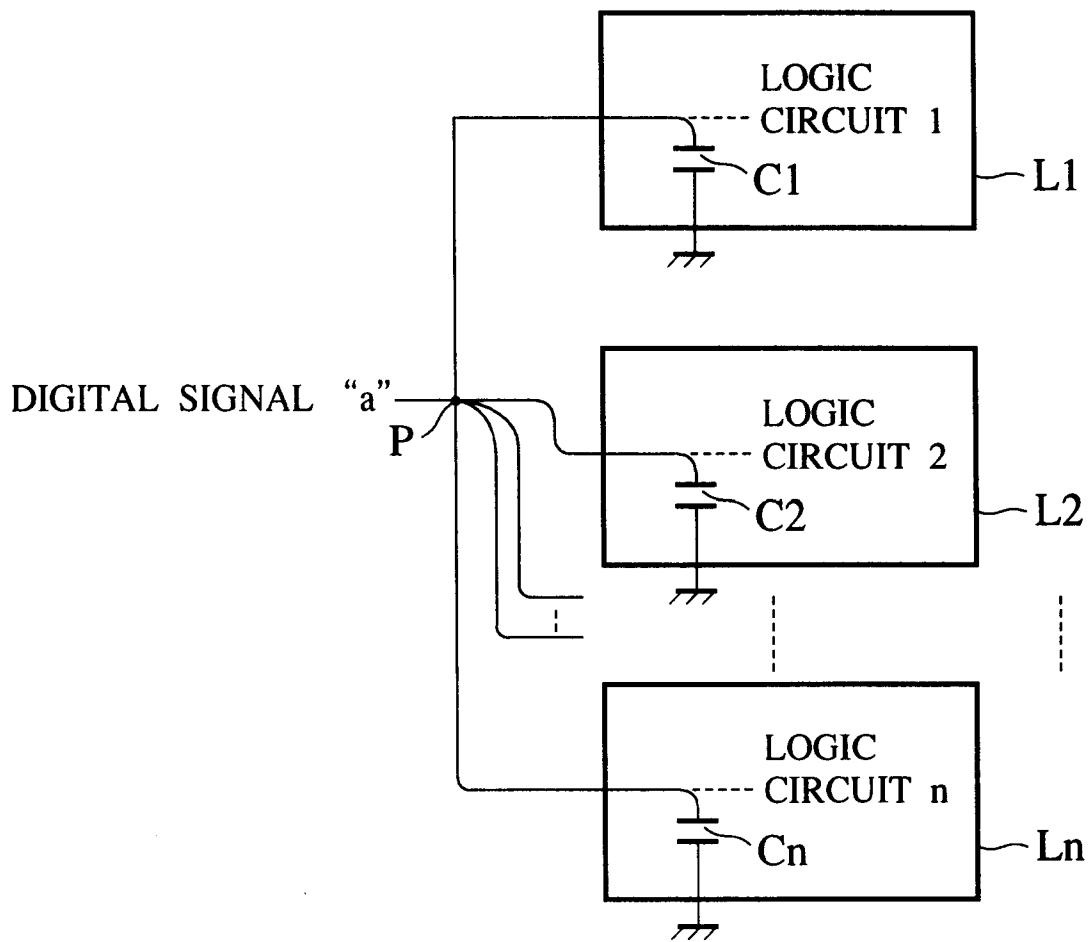 LOGIC
CIRCUIT 1
C1
L1
DIGITAL SIGNAL “a”
P
LOGIC
CIRCUIT 2
C2
L2
LOGIC
CIRCUIT n
Cn
Ln